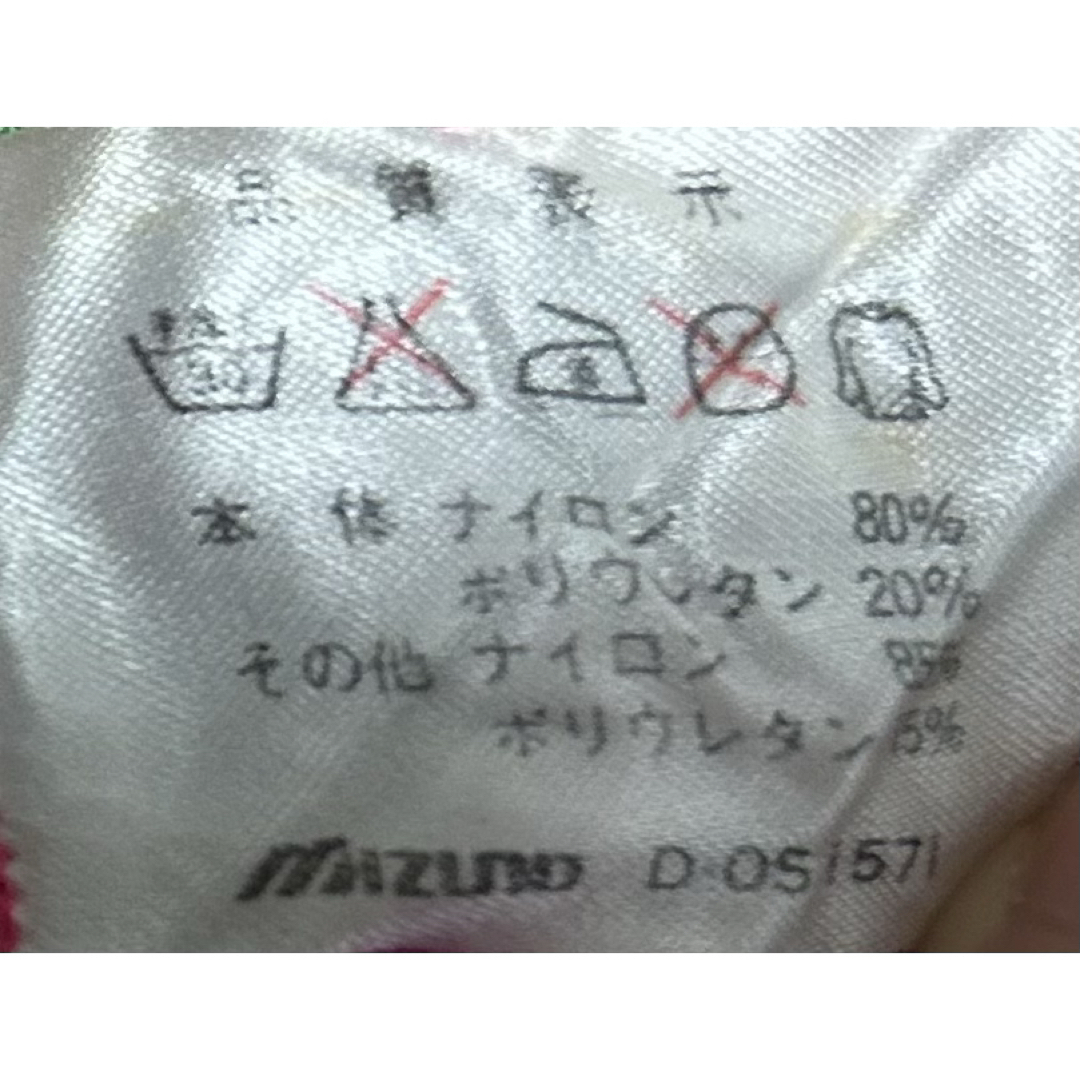 品質表示
30
本体 ナイロン 80%
ポリウレタン 20%
その他 ナイロン 85%
ポリウレタン 15%
MIZUNO D-OS1571